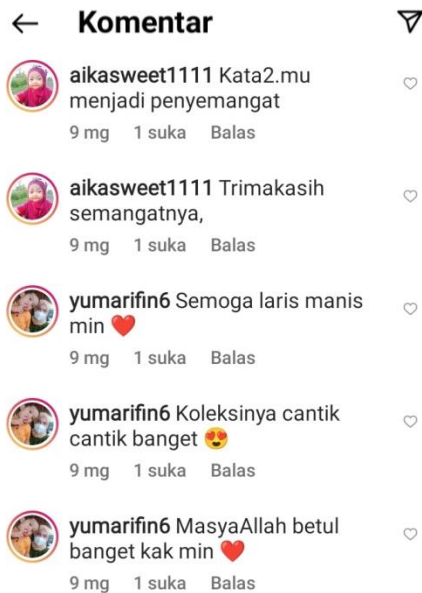 Komentar
aikasweet1111 Kata2.mu
menjadi penyemangat
9 mg 1 suka Balas
aikasweet1111 Trimakasih
semangatnya,
9 mg 1 suka Balas
yumarifin6 Semoga laris manis
min ❤️
9 mg 1 suka Balas
yumarifin6 Koleksinya cantik
cantik banget 😍
9 mg 1 suka Balas
yumarifin6 MasyaAllah betul
banget kak min ❤️
9 mg 1 suka Balas